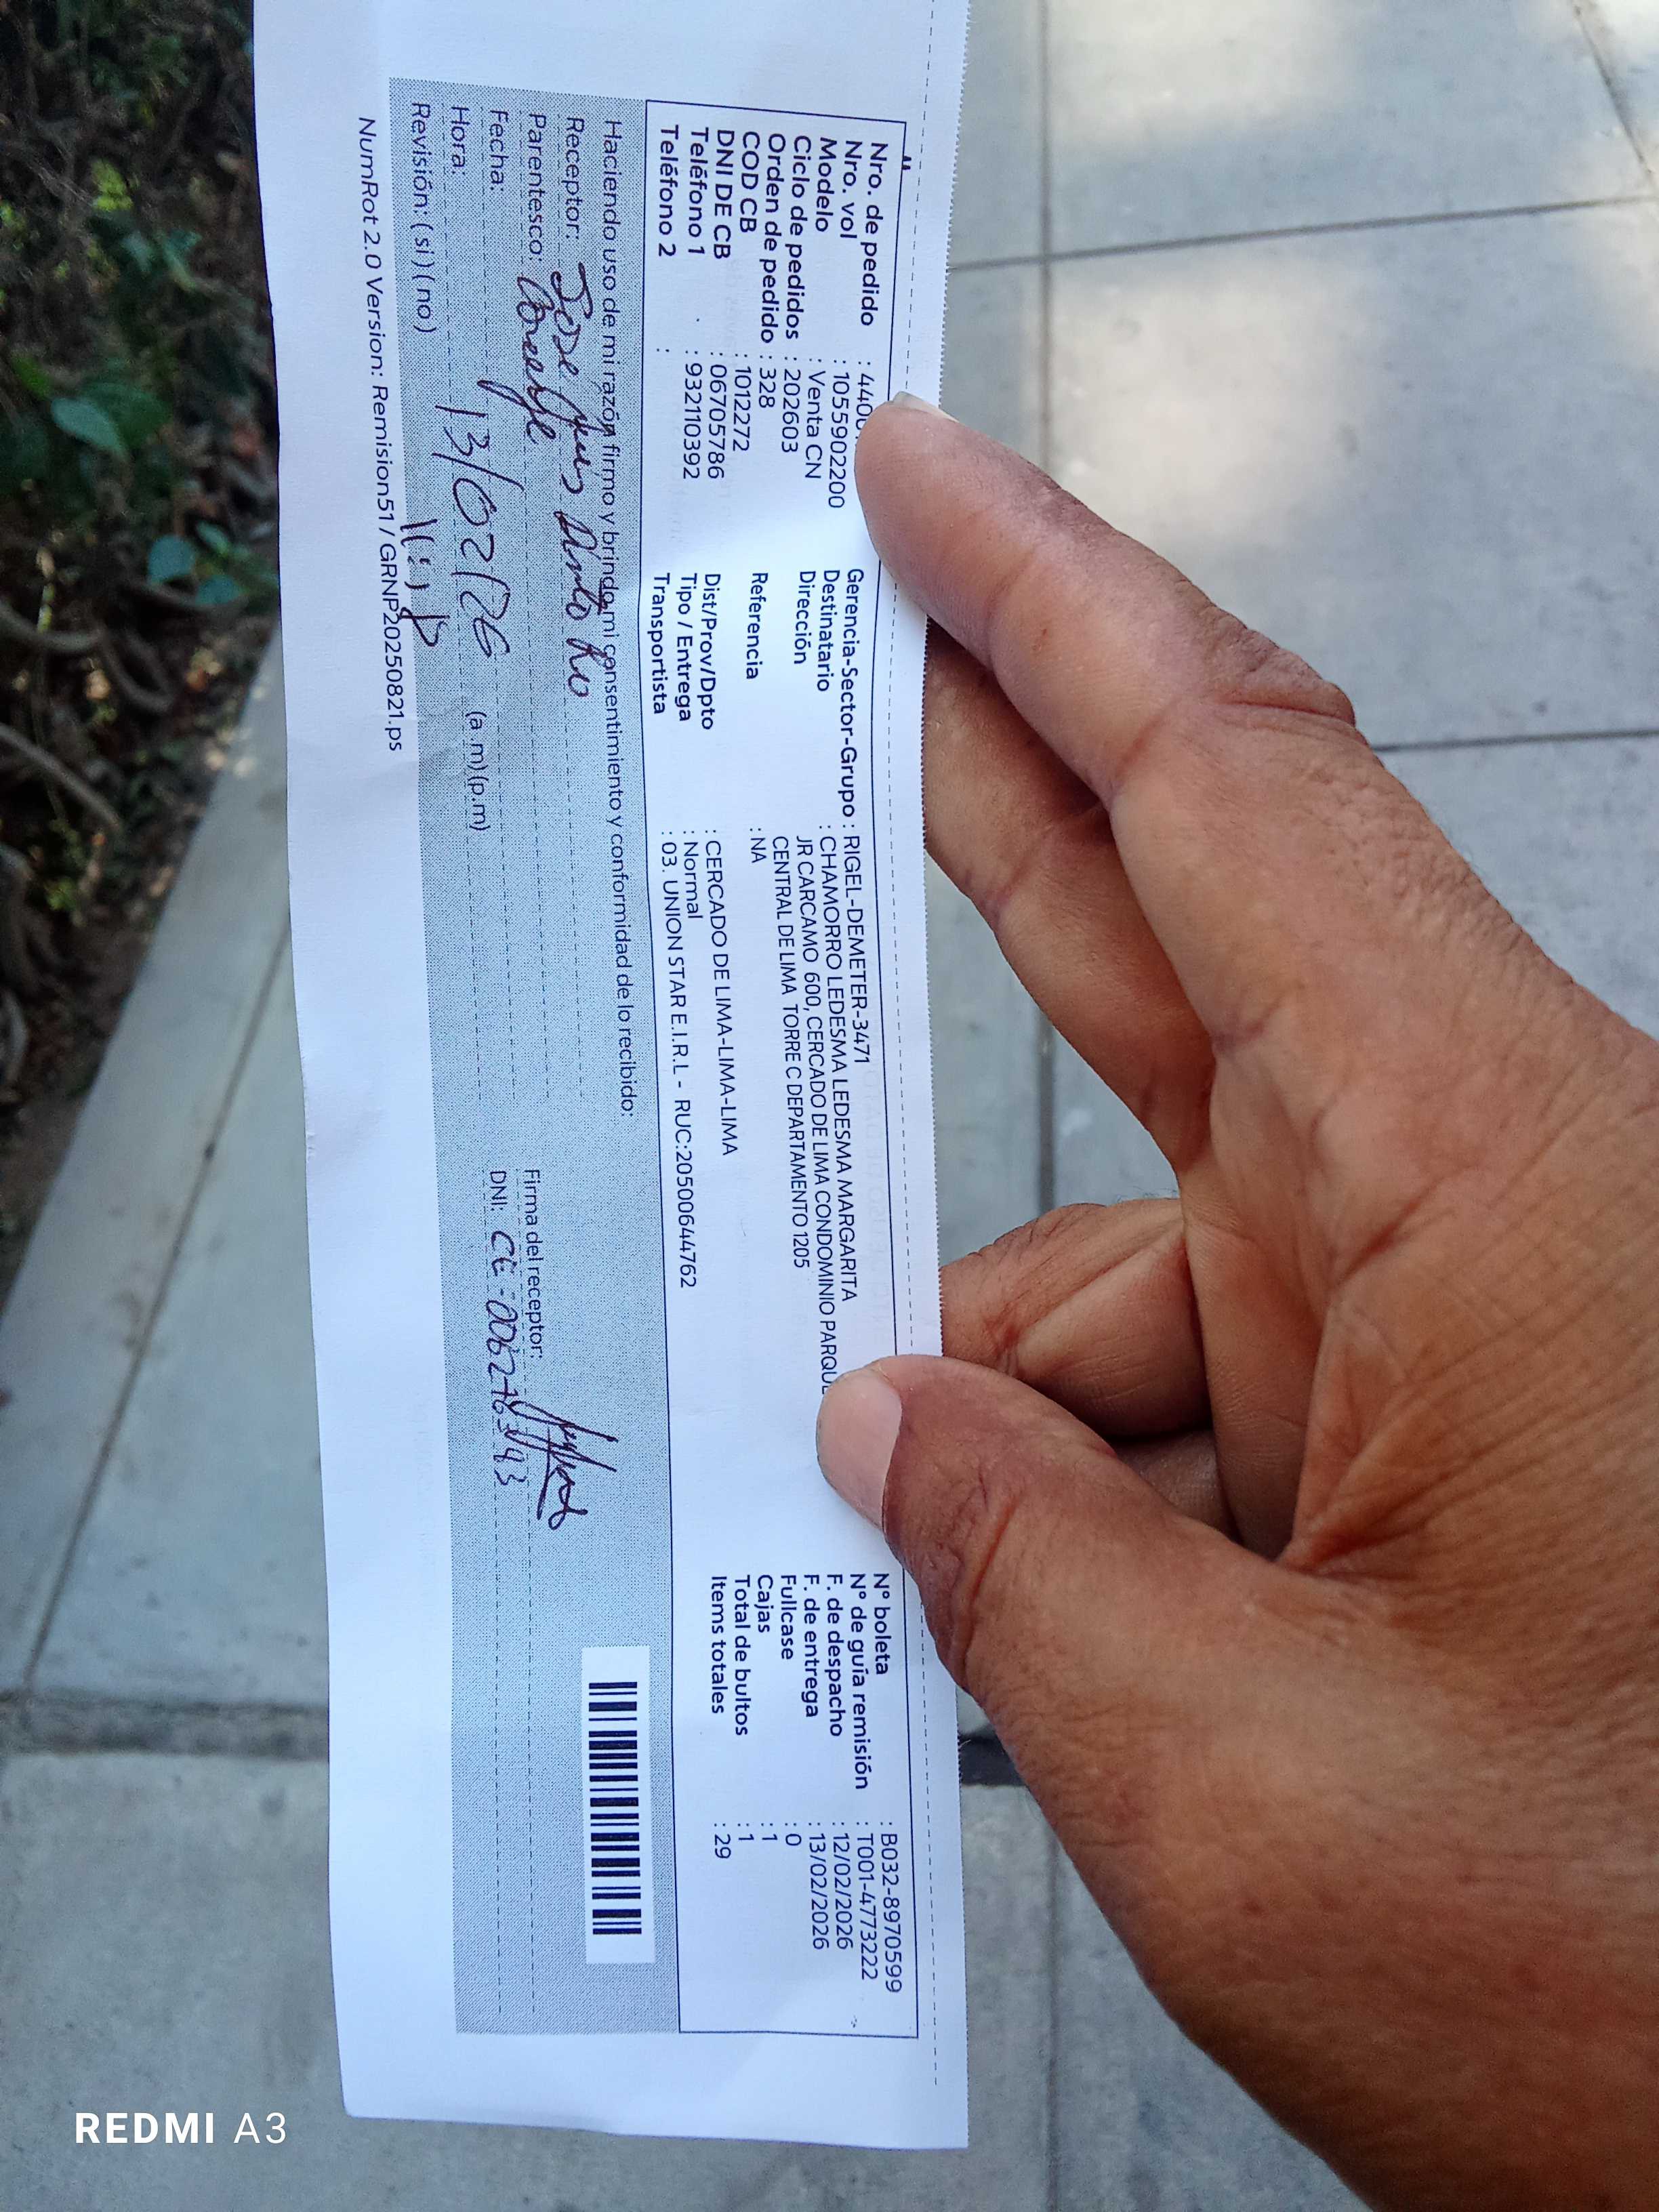 Nro. de pedido : 4400
Nro. vol : 1055902200
Modelo : Venta CN
Ciclo de pedidos : 202603
Orden de pedido : 328
COD CB : 1012272
DNI DE CB : 06705786
Teléfono 1 : 932110392
Teléfono 2 :
Gerencia-Sector-Grupo : RIGEL-DEMETER-3471
Destinatario : CHAMORRO LEDESMA LEDESMA MARGARITA
Dirección JR CARCAMO 600, CERCADO DE LIMA CONDOMINIO PARQUE
CENTRAL DE LIMA TORRE C DEPARTAMENTO 1205
Referencia : NA
Dist/Prov/Dpto : CERCADO DE LIMA-LIMA-LIMA
Tipo / Entrega : Normal
Transportista : 03. UNION STAR E.I.R.L - RUC:20500644762
N° boleta : B032-8970599
N° de guía remisión : T001-4773222
F. de despacho : 12/02/2026
F. de entrega : 13/02/2026
Fullcase : 0
Cajas : 1
Total de bultos : 1
Items totales : 29
Haciendo uso de mi razón firmo y brindo mi consentimiento y conformidad de lo recibido:
Receptor: Jose Luis
Parentesco: Conserje
Fecha: 13/02/26
Hora: (a.m) (p.m)
Revisión: (si) (no)
Firma del receptor:
DNI: CE-
NumRot 2.0 Version: Remision51 / GRNP20250821.ps
REDMI A3